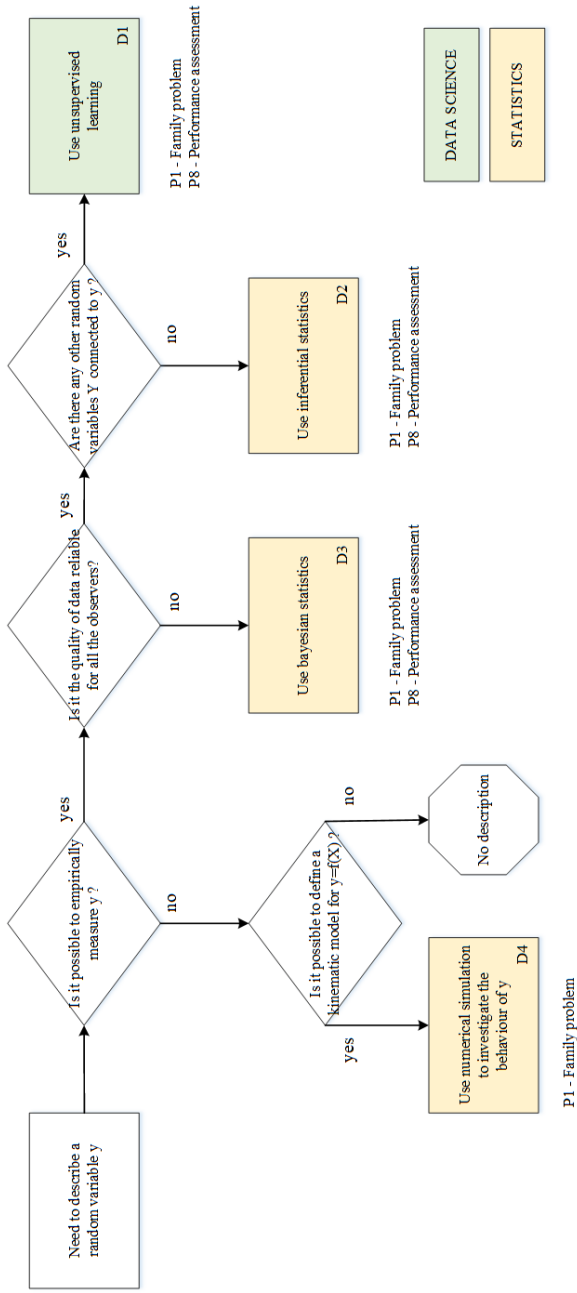 Need to describe a
random variable y
Is it possible to empirically
measure y ?
yes
no
Is it the quality of data reliable
for all the observers?
yes
no
Are there any other random
variables Y connected to y ?
yes
no
Use unsupervised
learning
D1
P1 - Family problem
P8 - Performance assessment
Is it possible to define a
kinematic model for y=f(X) ?
yes
no
Use bayesian statistics
D3
P1 - Family problem
P8 - Performance assessment
Use inferential statistics
D2
P1 - Family problem
P8 - Performance assessment
Use numerical simulation
to investigate the
behaviour of y
D4
P1 - Family problem
No description
DATA SCIENCE
STATISTICS